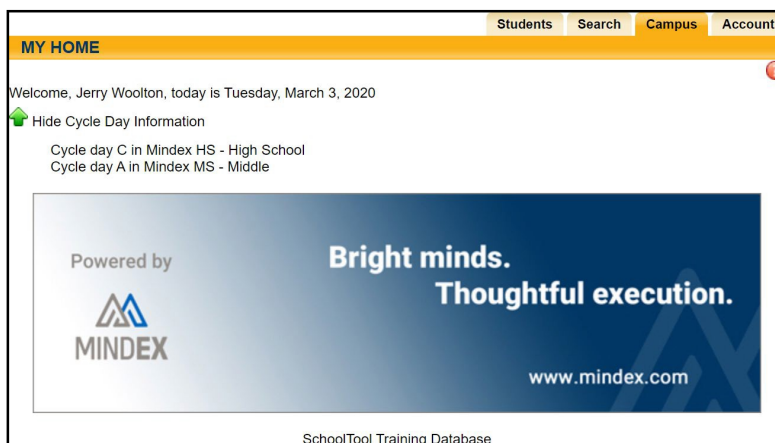 Students Search Campus Account
MY HOME
Welcome, Jerry Woolton, today is Tuesday, March 3, 2020
Hide Cycle Day Information
Cycle day C in Mindex HS - High School
Cycle day A in Mindex MS - Middle
Powered by
MINDEX
Bright minds.
Thoughtful execution.
www.mindex.com
SchoolTool Training Database